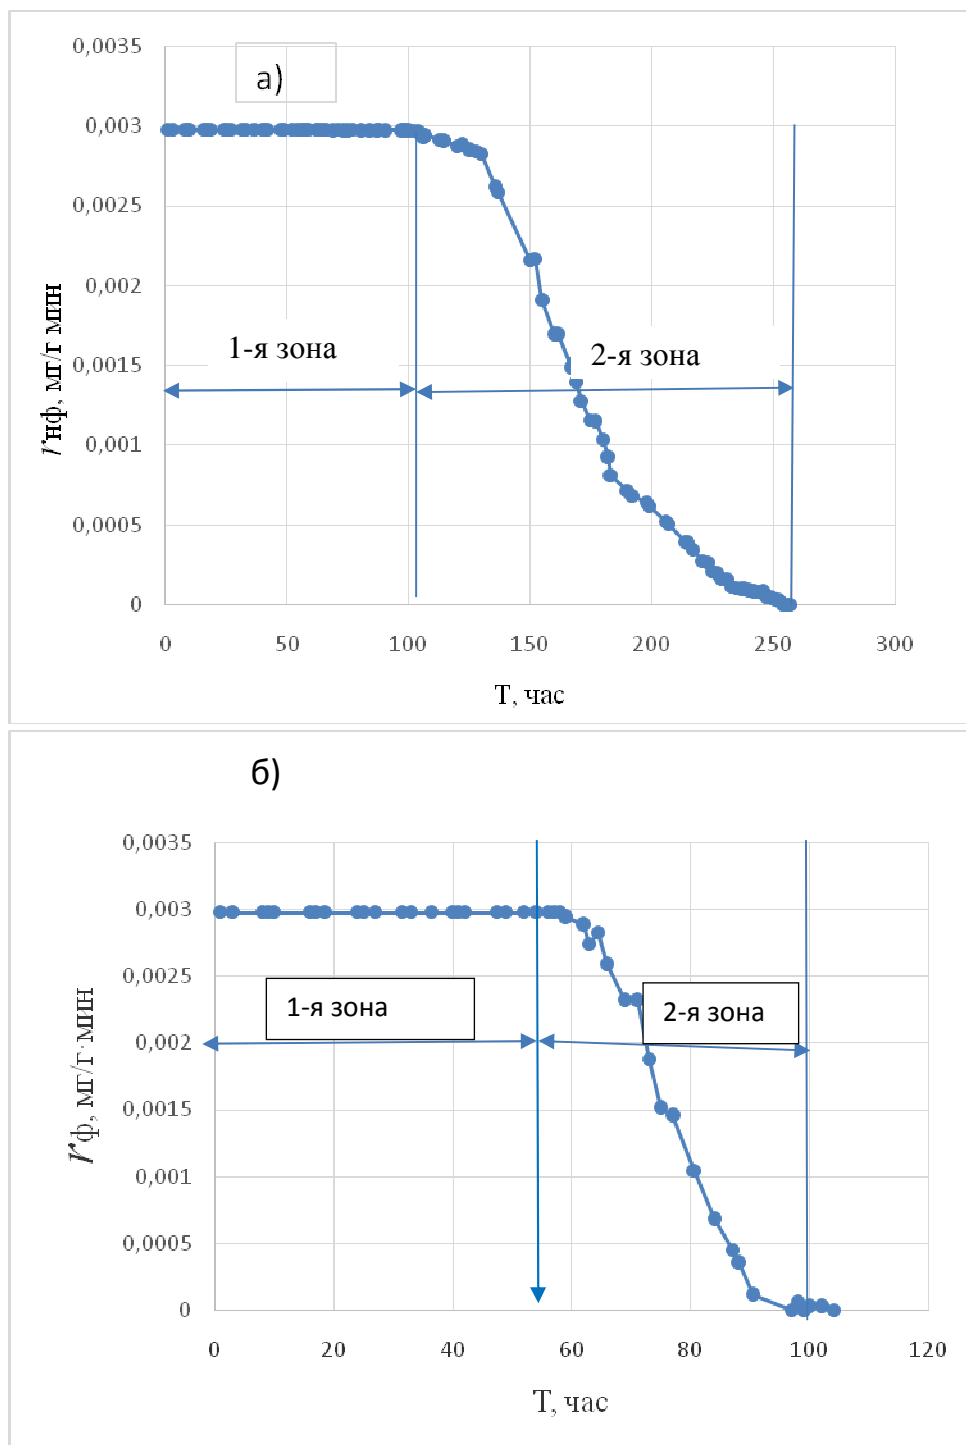 а)
0,0035
0,003
0,0025
0,002
0,0015
0,001
0,0005
0
rнф, мг/г мин
1-я зона
2-я зона
0 50 100 150 200 250 300
Т, час
б)
0,0035
0,003
0,0025
0,002
0,0015
0,001
0,0005
0
rф, мг/г·мин
1-я зона
2-я зона
0 20 40 60 80 100 120
Т, час